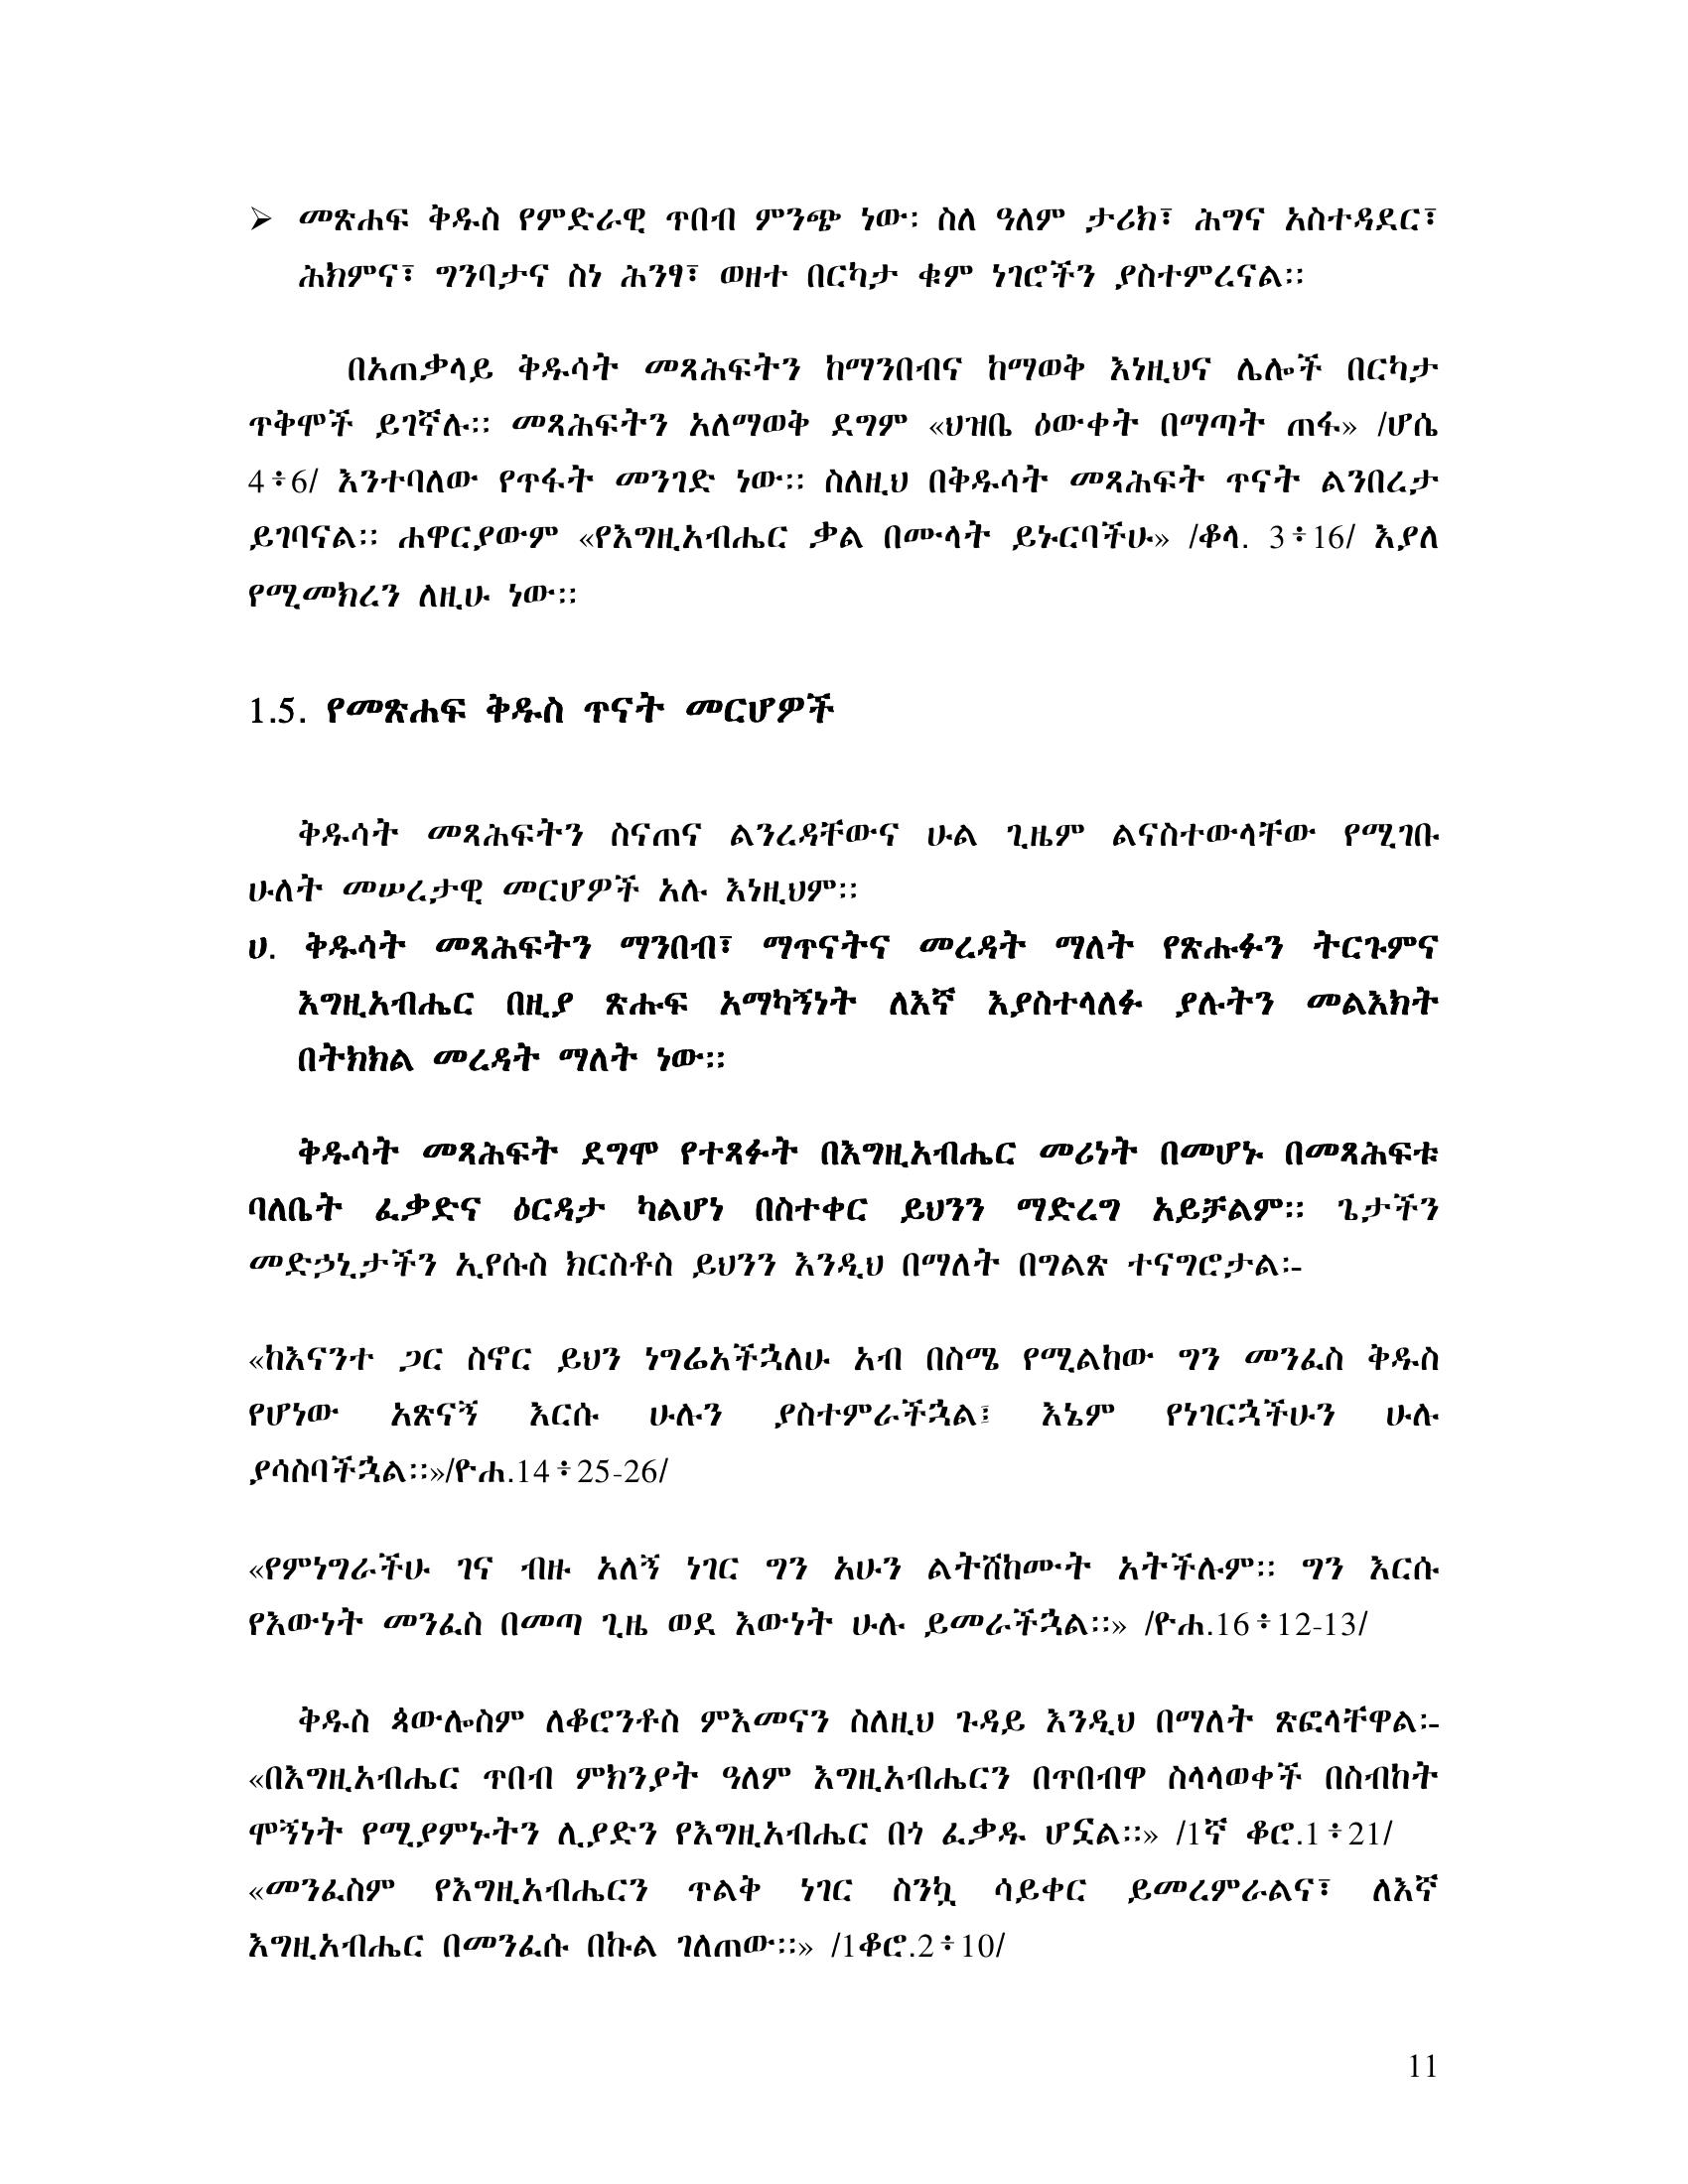 ➢ መጽሐፍ ቅዱስ የምድራዊ ጥበብ ምንጭ ነው፡ ስለ ዓለም ታሪክ፣ ሕግና አስተዳደር፣
ሕክምና፣ ግንባታና ስነ ሕንፃ፣ ወዘተ በርካታ ቁም ነገሮችን ያስተምረናል፡፡
በአጠቃላይ ቅዱሳት መጻሕፍትን ከማንበብና ከማወቅ እነዚህና ሌሎች በርካታ
ጥቅሞች ይገኛሉ፡፡ መጻሕፍትን አለማወቅ ደግም «ህዝቤ ዕውቀት በማጣት ጠፋ» /ሆሴ
4፥6/ እንተባለው የጥፋት መንገድ ነው፡፡ ስለዚህ በቅዱሳት መጻሕፍት ጥናት ልንበረታ
ይገባናል፡፡ ሐዋርያውም «የእግዚአብሔር ቃል በሙላት ይኑርባችሁ» /ቆላ. 3፥16/ እያለ
የሚመክረን ለዚሁ ነው፡፡
1.5. የመጽሐፍ ቅዱስ ጥናት መርሆዎች
ቅዱሳት መጻሕፍትን ስናጠና ልንረዳቸውና ሁል ጊዜም ልናስተውላቸው የሚገቡ
ሁለት መሠረታዊ መርሆዎች አሉ እነዚህም፡፡
ሀ. ቅዱሳት መጻሕፍትን ማንበብ፣ ማጥናትና መረዳት ማለት የጽሑፉን ትርጉምና
እግዚአብሔር በዚያ ጽሑፍ አማካኝነት ለእኛ እያስተላለፉ ያሉትን መልእክት
በትክክል መረዳት ማለት ነው፡፡
ቅዱሳት መጻሕፍት ደግሞ የተጻፉት በእግዚአብሔር መሪነት በመሆኑ በመጻሕፍቱ
ባለቤት ፈቃድና ዕርዳታ ካልሆነ በስተቀር ይህንን ማድረግ አይቻልም፡፡ ጌታችን
መድኃኒታችን ኢየሱስ ክርስቶስ ይህንን እንዲህ በማለት በግልጽ ተናግሮታል፡-
«ከእናንተ ጋር ስኖር ይህን ነግሬአችኋለሁ አብ በስሜ የሚልከው ግን መንፈስ ቅዱስ
የሆነው አጽናኝ እርሱ ሁሉን ያስተምራችኋል፤ እኔም የነገርኋችሁን ሁሉ
ያሳስባችኋል፡፡»/ዮሐ.14፥25-26/
«የምነግራችሁ ገና ብዙ አለኝ ነገር ግን አሁን ልትሸከሙት አትችሉም፡፡ ግን እርሱ
የእውነት መንፈስ በመጣ ጊዜ ወደ እውነት ሁሉ ይመራችኋል፡፡» /ዮሐ.16፥12-13/
ቅዱስ ጳውሎስም ለቆሮንቶስ ምእመናን ስለዚህ ጉዳይ እንዲህ በማለት ጽፎላቸዋል፡-
«በእግዚአብሔር ጥበብ ምክንያት ዓለም እግዚአብሔርን በጥበብዋ ስላላወቀች በስብከት
ሞኝነት የሚያምኑትን ሊያድን የእግዚአብሔር በጎ ፈቃዱ ሆኗል፡፡» /1ኛ ቆሮ.1፥21/
«መንፈስም የእግዚአብሔርን ጥልቅ ነገር ስንኳ ሳይቀር ይመረምራልና፣ ለእኛ
እግዚአብሔር በመንፈሱ በኩል ገለጠው፡፡» /1ቆሮ.2፥10/
11